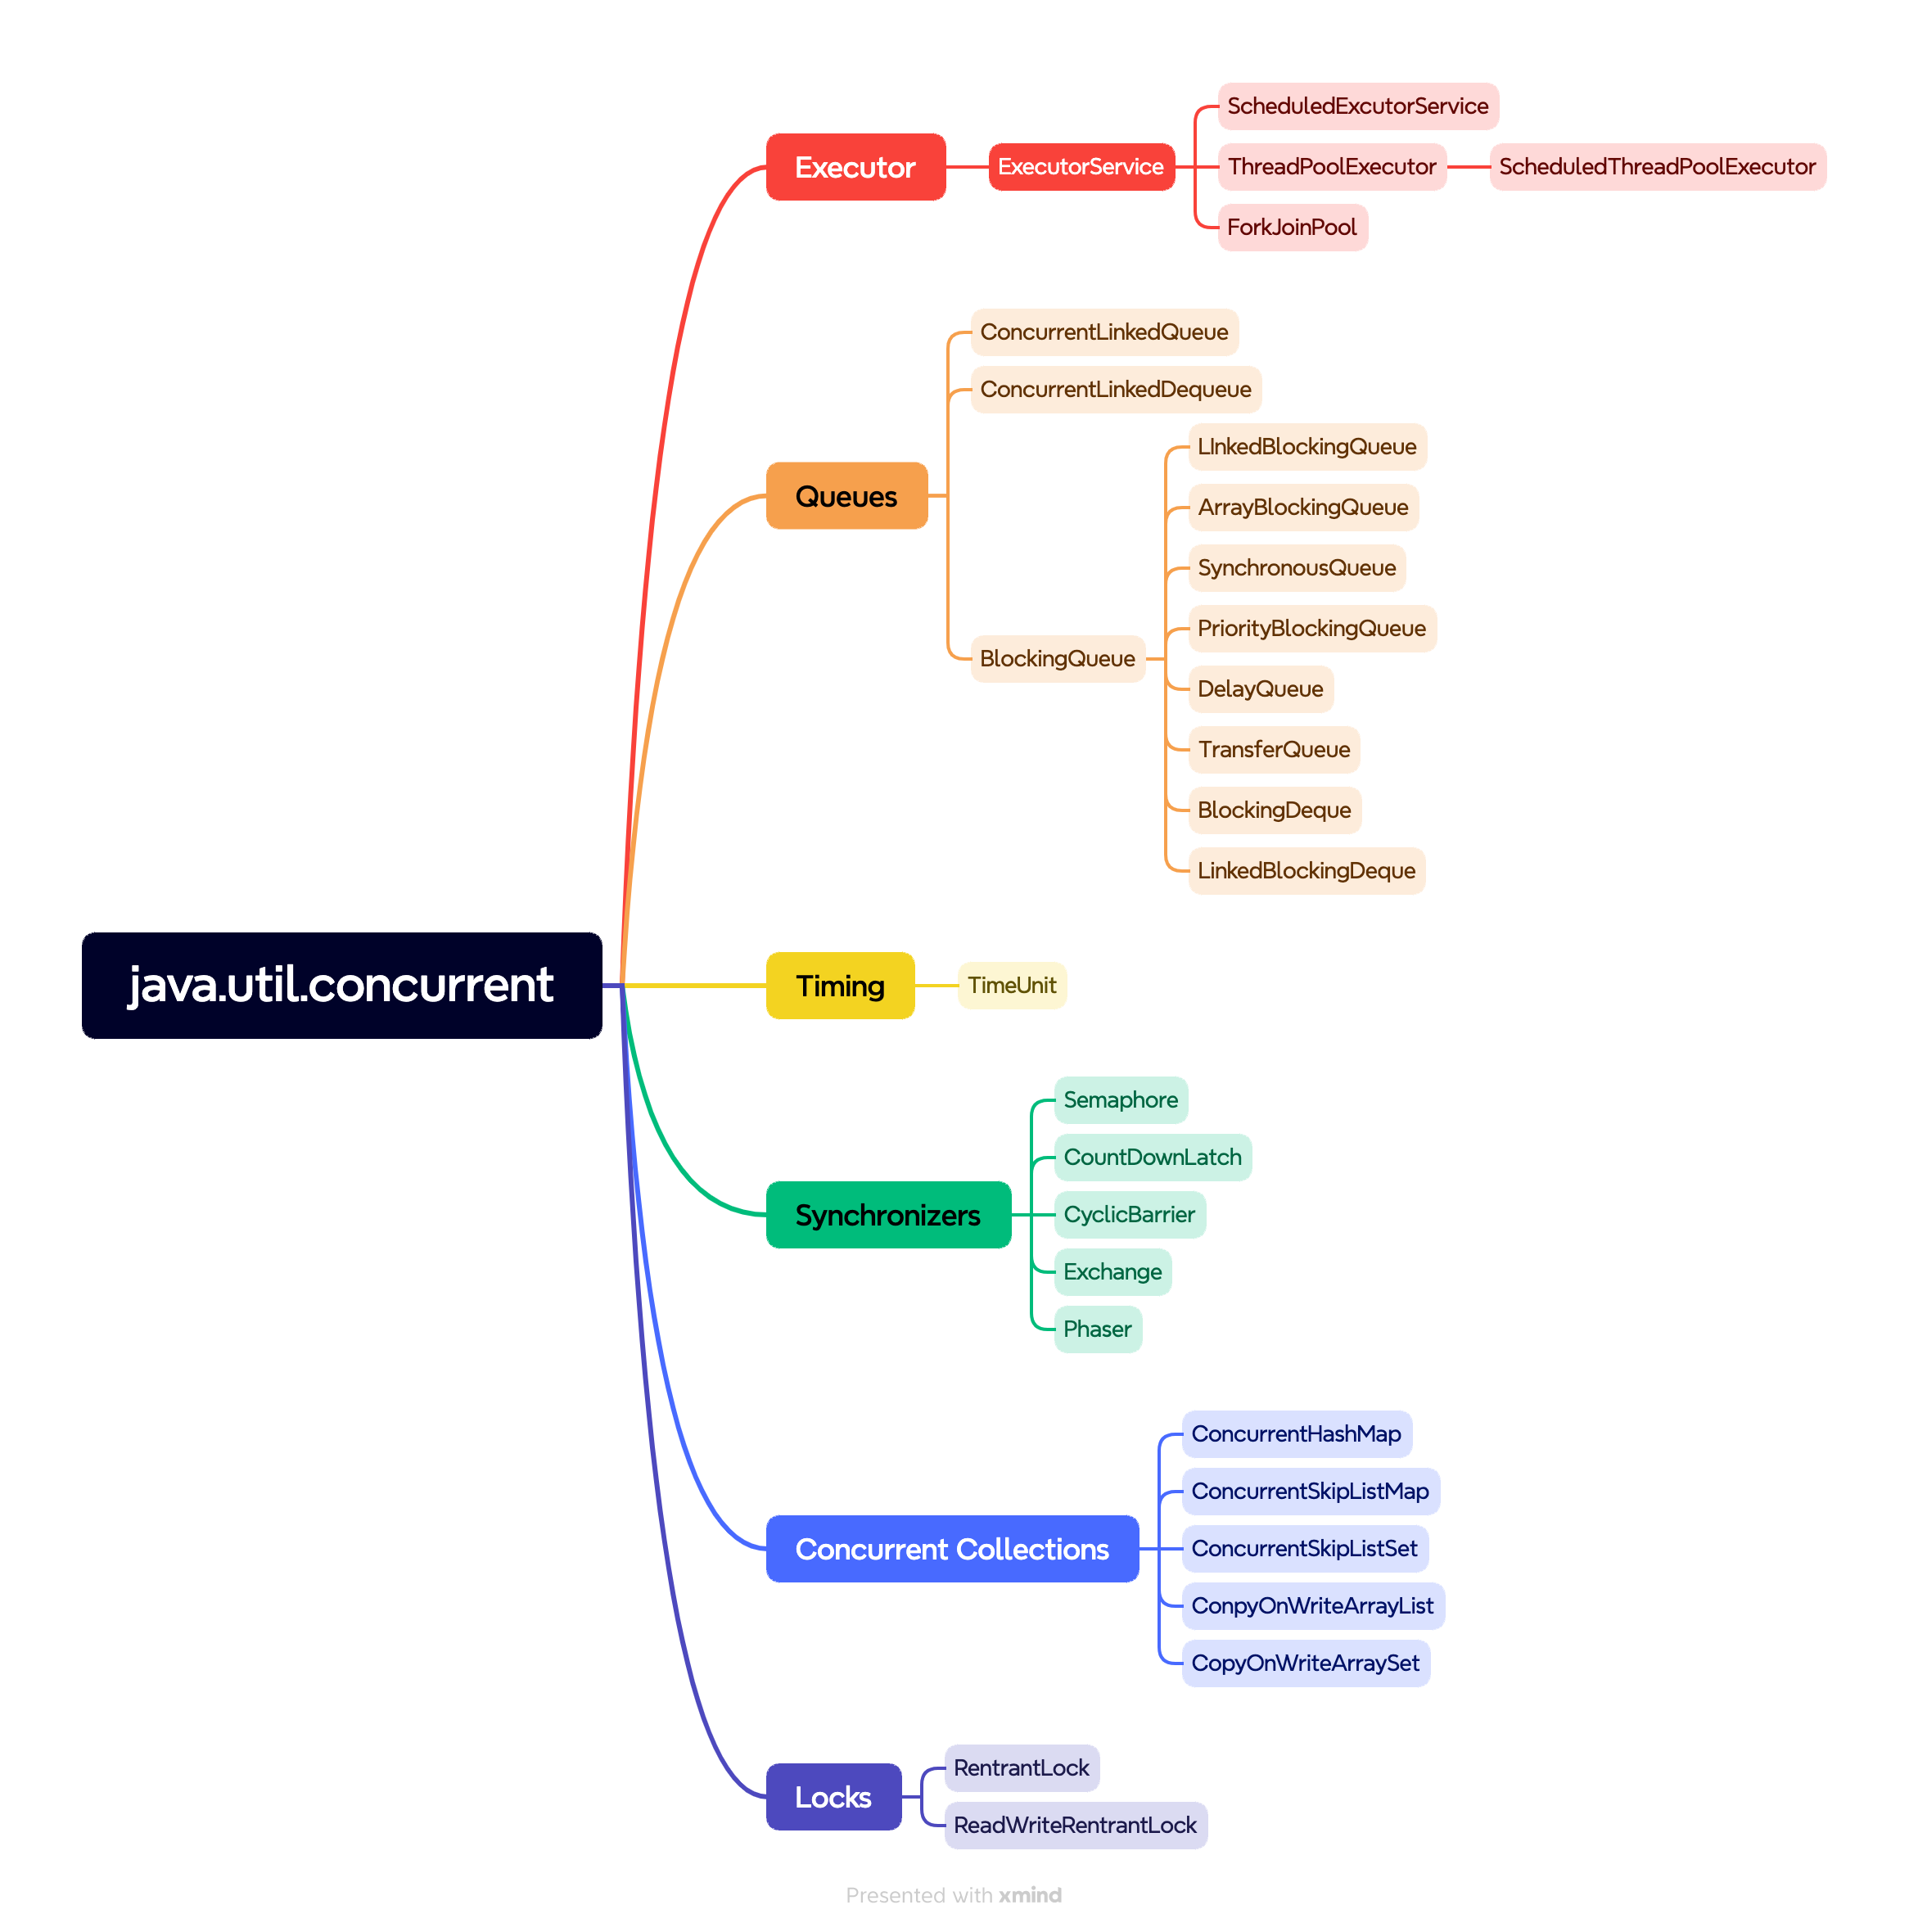 java.util.concurrent
Executor
ExecutorService
ScheduledExcutorService
ThreadPoolExecutor
ScheduledThreadPoolExecutor
ForkJoinPool
Queues
ConcurrentLinkedQueue
ConcurrentLinkedDequeue
BlockingQueue
LInkedBlockingQueue
ArrayBlockingQueue
SynchronousQueue
PriorityBlockingQueue
DelayQueue
TransferQueue
BlockingDeque
LinkedBlockingDeque
Timing
TimeUnit
Synchronizers
Semaphore
CountDownLatch
CyclicBarrier
Exchange
Phaser
Concurrent Collections
ConcurrentHashMap
ConcurrentSkipListMap
ConcurrentSkipListSet
ConpyOnWriteArrayList
CopyOnWriteArraySet
Locks
RentrantLock
ReadWriteRentrantLock
Presented with xmind